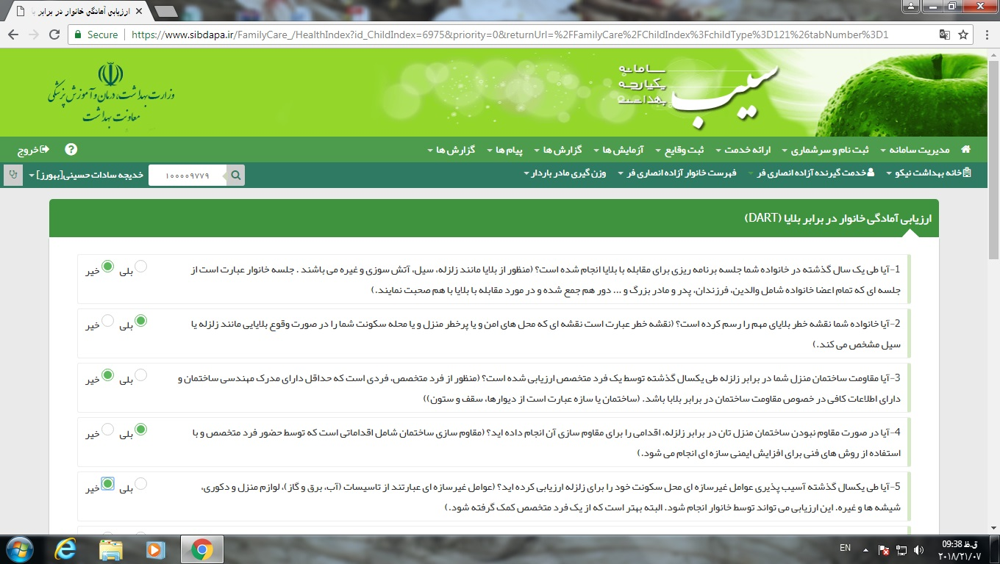 ارزیابی آمادگی خانوار در برابر بلا
Secure
https://www.sibdapa.ir/FamilyCare_/HealthIndex?id_ChildIndex=6975&priority=0&returnUrl=%2FFamilyCare%2FChildIndex%3FchildType%3D121%26tabNumber%3D1
سامانه
یکپارچه
بهداشت
سیب
وزارت بهداشت، درمان و آموزش پزشکی
معاونت بهداشت
مدیریت سامانه ثبت نام و سرشماری ارائه خدمت ثبت وقایع آزمایش ها گزارش ها پیام ها گزارش ها ? خروج
خانه بهداشت نیکو خدمت گیرنده آزاده انصاری فر فهرست خانوار آزاده انصاری فر وزن گیری مادر باردار ۱۰۰۰۰۹۷۷۹ خدیجه سادات حسینی[بهورز]
ارزیابی آمادگی خانوار در برابر بلایا (DART)
1-آیا طی یک سال گذشته در خانواده شما جلسه برنامه ریزی برای مقابله با بلایا انجام شده است؟ (منظور از بلایا مانند زلزله، سیل، آتش سوزی و غیره می باشند . جلسه خانوار عبارت است از
جلسه ای که تمام اعضا خانواده شامل والدین، فرزندان، پدر و مادر بزرگ و ... دور هم جمع شده و در مورد مقابله با بلایا با هم صحبت نمایند.)
بلی خیر
2-آیا خانواده شما نقشه خطر بلایای مهم را رسم کرده است؟ (نقشه خطر عبارت است نقشه ای که محل های امن و یا پرخطر منزل و یا محله سکونت شما را در صورت وقوع بلایایی مانند زلزله یا
سیل مشخص می کند.)
بلی خیر
3-آیا مقاومت ساختمان منزل شما در برابر زلزله طی یکسال گذشته توسط یک فرد متخصص ارزیابی شده است؟ (منظور از فرد متخصص، فردی است که حداقل دارای مدرک مهندسی ساختمان و
دارای اطلاعات کافی در خصوص مقاومت ساختمان در برابر بلابا باشد. (ساختمان یا سازه عبارت است از دیوارها، سقف و ستون))
بلی خیر
4-آیا در صورت مقاوم نبودن ساختمان منزل تان در برابر زلزله، اقدامی را برای مقاوم سازی آن انجام داده اید؟ (مقاوم سازی ساختمان شامل اقداماتی است که توسط حضور فرد متخصص و با
استفاده از روش های فنی برای افزایش ایمنی سازه ای انجام می شود.)
بلی خیر
5-آیا طی یکسال گذشته آسیب پذیری عوامل غیرسازه ای محل سکونت خود را برای زلزله ارزیابی کرده اید؟ (عوامل غیرسازه ای عبارتند از تاسیسات (آب، برق و گاز)، لوازم منزل و دکوری،
شیشه ها و غیره. این ارزیابی می تواند توسط خانوار انجام شود. البته بهتر است که از یک فرد متخصص کمک گرفته شود.)
بلی خیر
EN
09:38 ق.ظ
۲۰۱۸/۲۱/۰۷